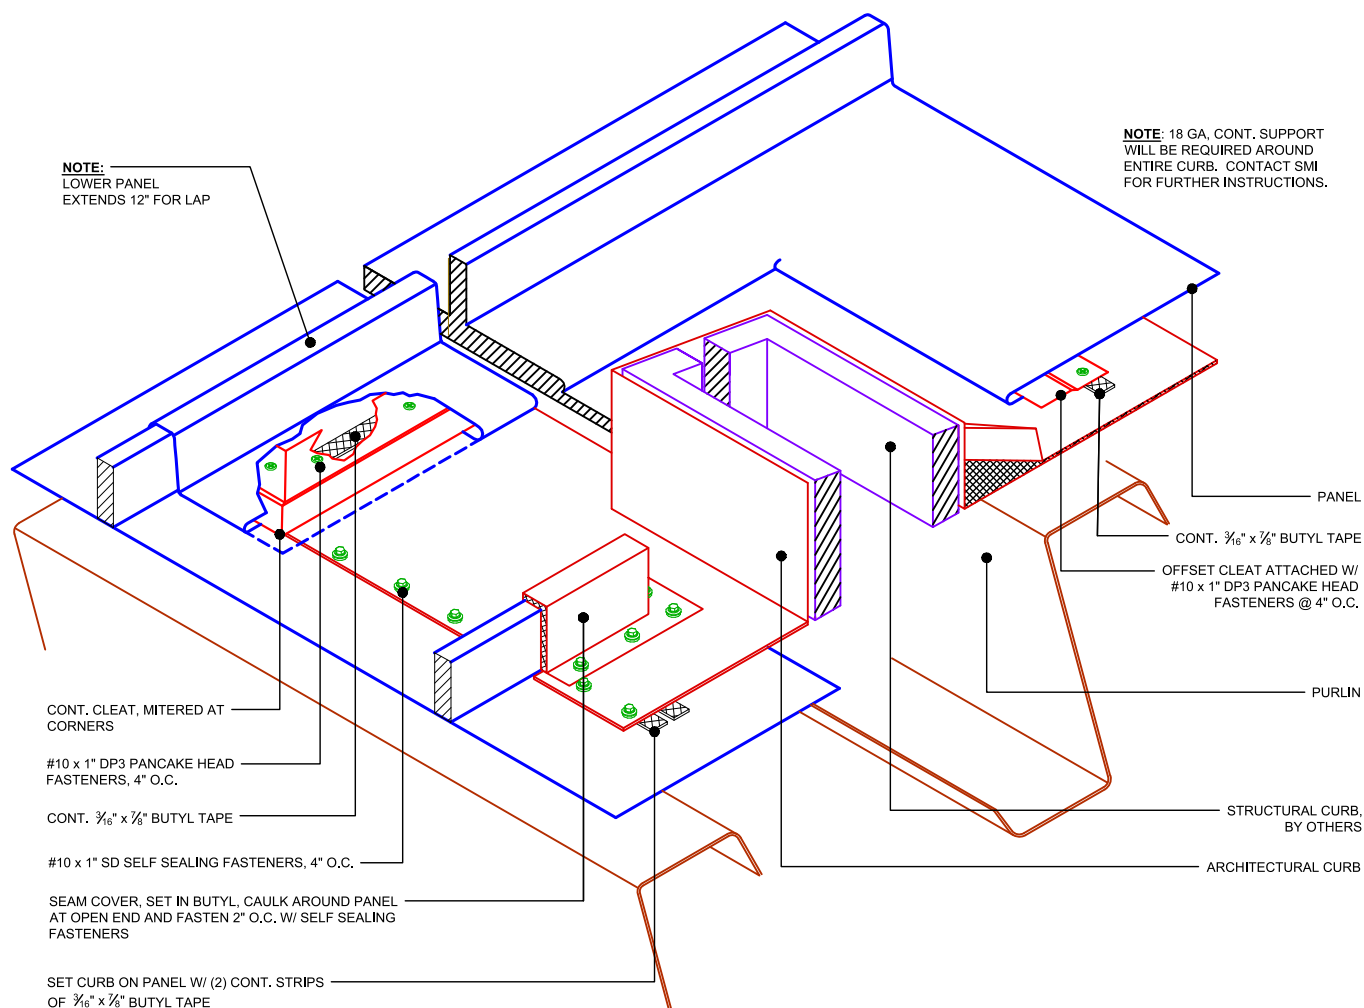 NOTE:
LOWER PANEL
EXTENDS 12" FOR LAP
NOTE: 18 GA, CONT. SUPPORT
WILL BE REQUIRED AROUND
ENTIRE CURB. CONTACT SMI
FOR FURTHER INSTRUCTIONS.
PANEL
CONT. 3/16" x 7/8" BUTYL TAPE
OFFSET CLEAT ATTACHED W/
#10 x 1" DP3 PANCAKE HEAD
FASTENERS @ 4" O.C.
PURLIN
STRUCTURAL CURB,
BY OTHERS
ARCHITECTURAL CURB
CONT. CLEAT, MITERED AT
CORNERS
#10 x 1" DP3 PANCAKE HEAD
FASTENERS, 4" O.C.
CONT. 3/16" x 7/8" BUTYL TAPE
#10 x 1" SD SELF SEALING FASTENERS, 4" O.C.
SEAM COVER, SET IN BUTYL, CAULK AROUND PANEL
AT OPEN END AND FASTEN 2" O.C. W/ SELF SEALING
FASTENERS
SET CURB ON PANEL W/ (2) CONT. STRIPS
OF 3/16" x 7/8" BUTYL TAPE